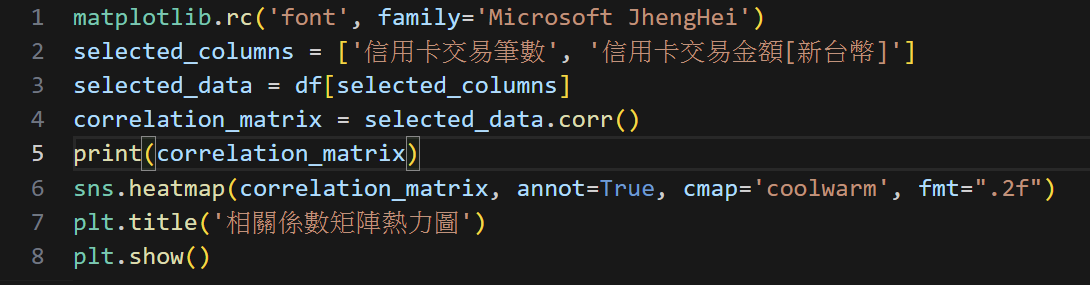 1 matplotlib.rc('font', family='Microsoft JhengHei')
2 selected_columns = ['信用卡交易筆數', '信用卡交易金額[新台幣]']
3 selected_data = df[selected_columns]
4 correlation_matrix = selected_data.corr()
5 print(correlation_matrix)
6 sns.heatmap(correlation_matrix, annot=True, cmap='coolwarm', fmt=".2f")
7 plt.title('相關係數矩陣熱力圖')
8 plt.show()